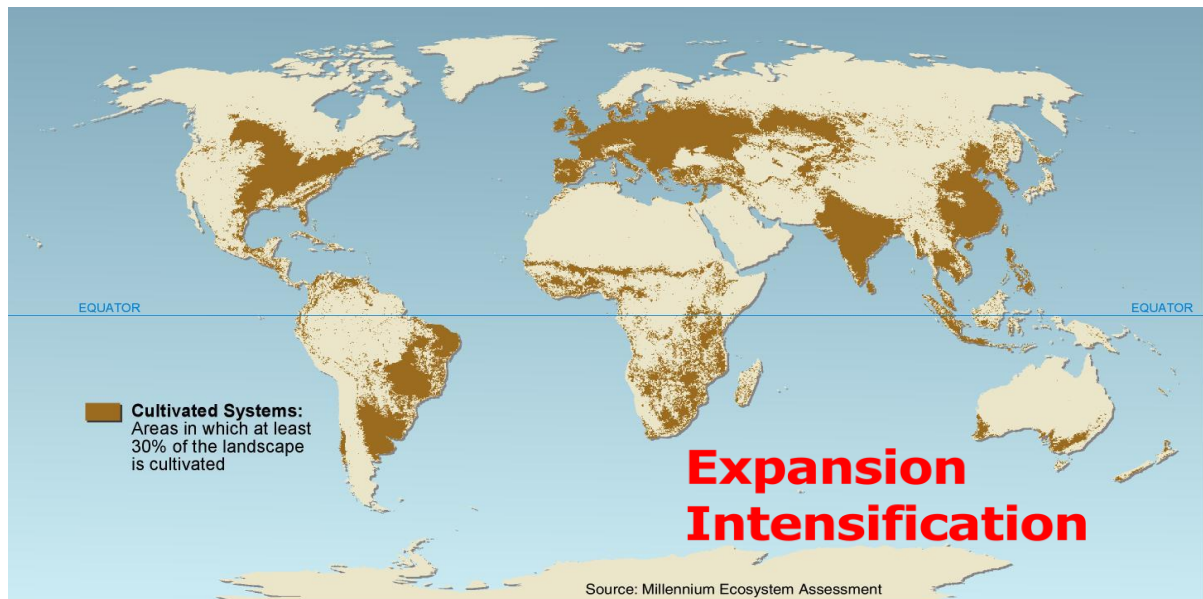 EQUATOR
EQUATOR
Cultivated Systems:
Areas in which at least
30% of the landscape
is cultivated
Expansion
Intensification
Source: Millennium Ecosystem Assessment